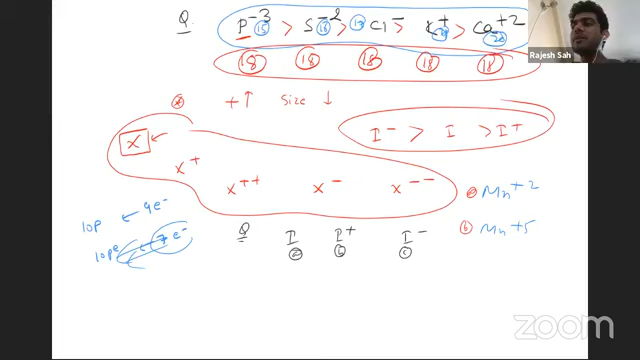 Q. P-3 > S-2 > Cl- > K+ > Ca+2
15 16 17 19 20
18 18 18 18 18
Rajesh Sah
+↑ size ↓
I- > I > I+
X
X+
X++ X- X--
a Mn+2
10p ← 9e-
Q I I+ I- b Mn+5
10p e-
a b c
zoom